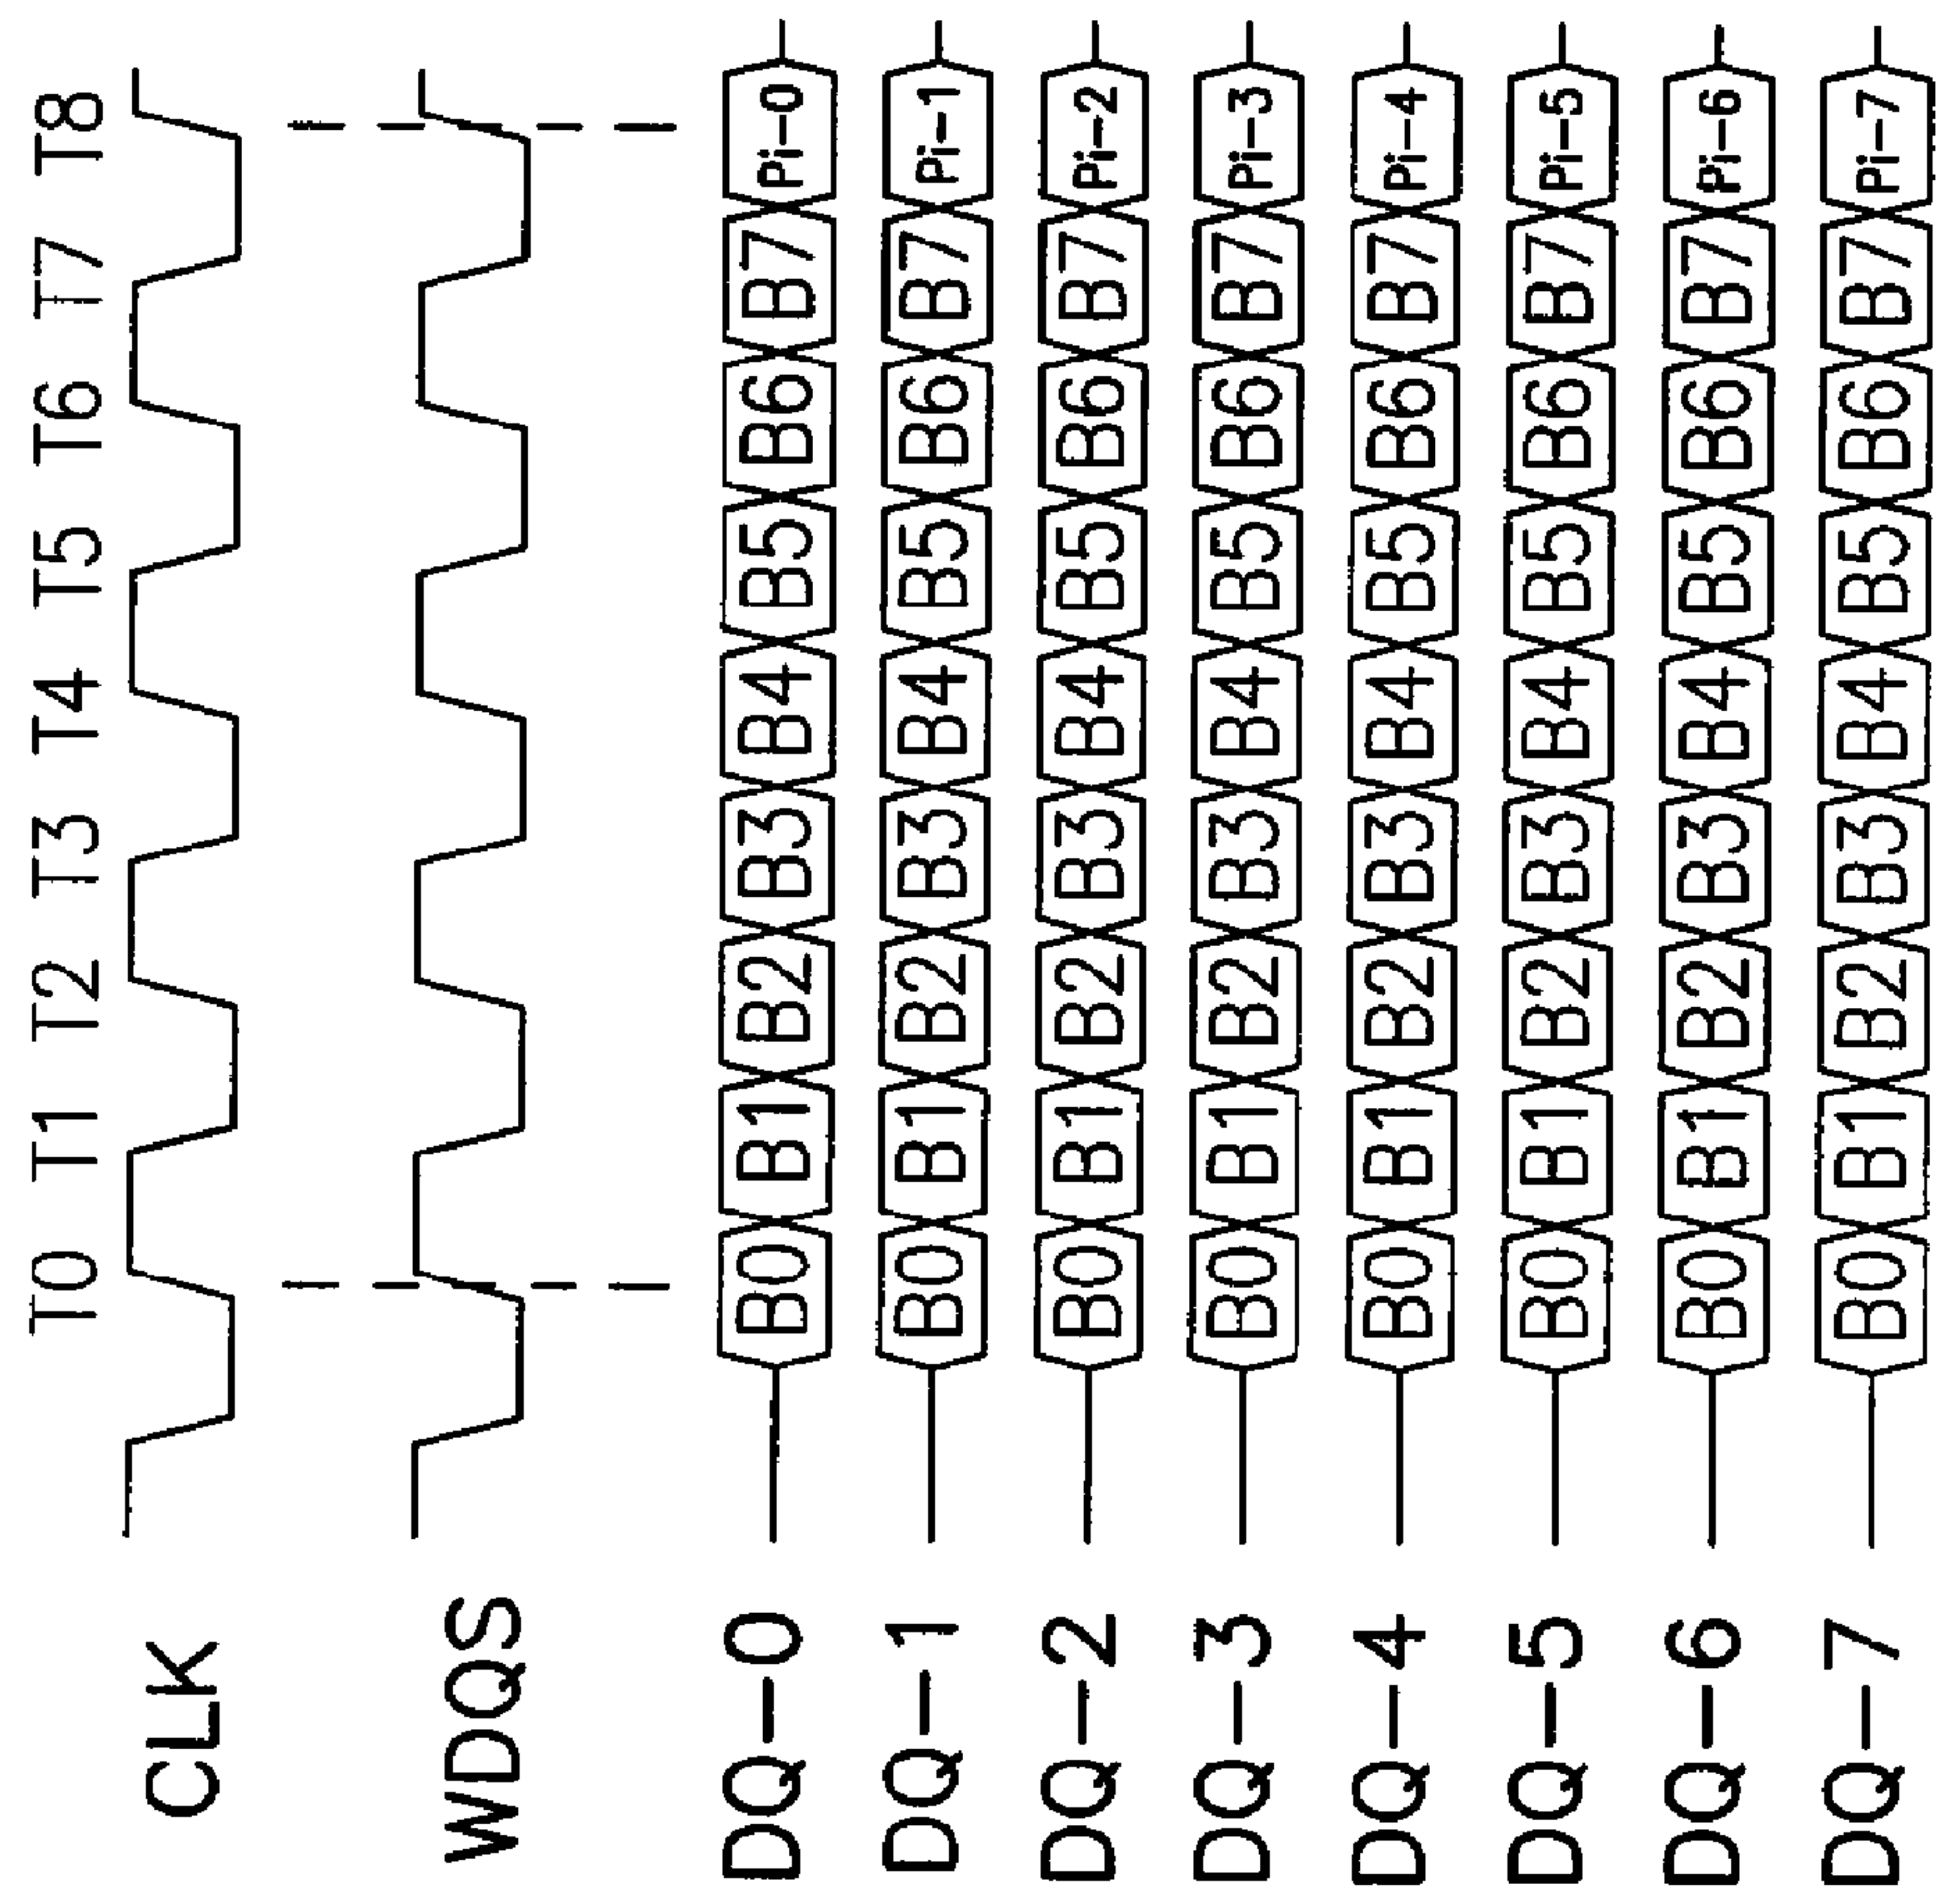 T0 T1 T2 T3 T4 T5 T6 T7 T8
CLK
WDQS
DQ-0 B0 B1 B2 B3 B4 B5 B6 B7 Pi-0
DQ-1 B0 B1 B2 B3 B4 B5 B6 B7 Pi-1
DQ-2 B0 B1 B2 B3 B4 B5 B6 B7 Pi-2
DQ-3 B0 B1 B2 B3 B4 B5 B6 B7 Pi-3
DQ-4 B0 B1 B2 B3 B4 B5 B6 B7 Pi-4
DQ-5 B0 B1 B2 B3 B4 B5 B6 B7 Pi-5
DQ-6 B0 B1 B2 B3 B4 B5 B6 B7 Pi-6
DQ-7 B0 B1 B2 B3 B4 B5 B6 B7 Pi-7